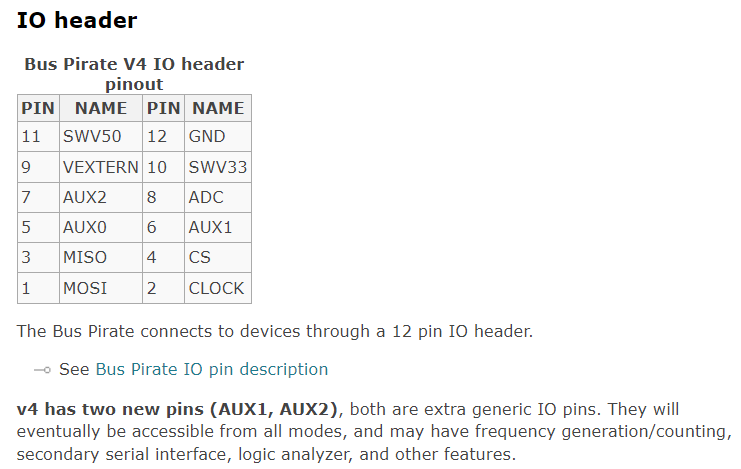 IO header
Bus Pirate V4 IO header
pinout
PIN NAME PIN NAME
11 SWV50 12 GND
9 VEXTERN 10 SWV33
7 AUX2 8 ADC
5 AUX0 6 AUX1
3 MISO 4 CS
1 MOSI 2 CLOCK
The Bus Pirate connects to devices through a 12 pin IO header.
See Bus Pirate IO pin description
v4 has two new pins (AUX1, AUX2), both are extra generic IO pins. They will
eventually be accessible from all modes, and may have frequency generation/counting,
secondary serial interface, logic analyzer, and other features.